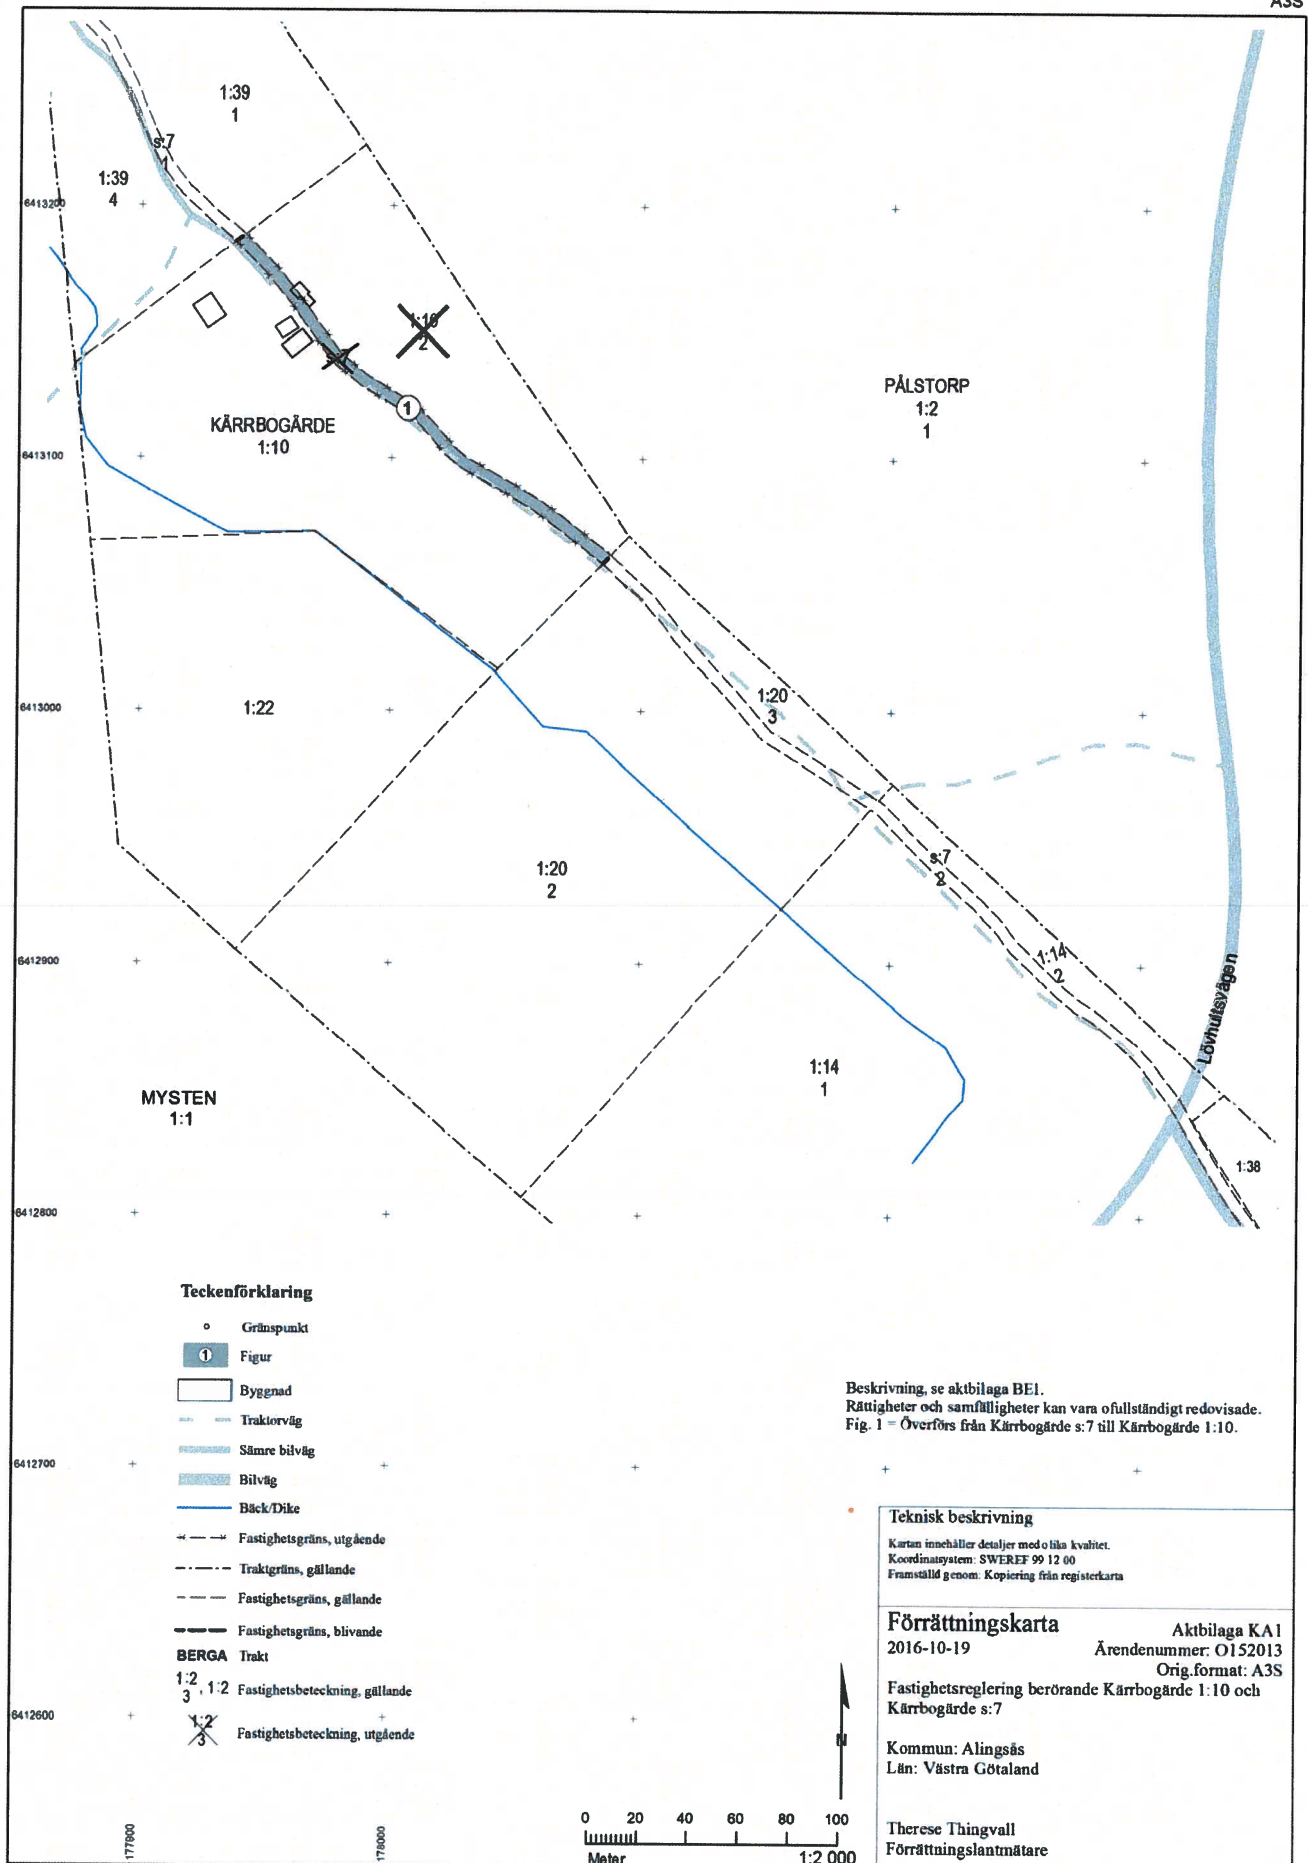 A3S
1:39
1
s:7
1
1:39
4
6413200
1:10
2
s:7
1
PÅLSTORP
1:2
1
KÄRRBOGÄRDE
1:10
6413100
1:20
3
6413000
1:22
s:7
2
1:20
2
1:14
2
6412900
Lövhultsvägen
1:14
1
MYSTEN
1:1
1:38
6412800
Teckenförklaring
Gränspunkt
1 Figur
Byggnad
Traktorväg
Sämre bilväg
Bilväg
Bäck/Dike
Fastighetsgräns, utgående
Traktgräns, gällande
Fastighetsgräns, gällande
Fastighetsgräns, blivande
BERGA Trakt
1:2
3 , 1:2 Fastighetsbeteckning, gällande
1:2
3 Fastighetsbeteckning, utgående
Beskrivning, se aktbilaga BE1.
Rättigheter och samfälligheter kan vara ofullständigt redovisade.
Fig. 1 = Överförs från Kärrbogärde s:7 till Kärrbogärde 1:10.
6412700
6412600
Teknisk beskrivning
Kartan innehåller detaljer med olika kvalitet.
Koordinatsystem: SWEREF 99 12 00
Framställd genom: Kopiering från registerkarta
Förrättningskarta
Aktbilaga KA1
2016-10-19
Ärendenummer: O152013
Orig.format: A3S
Fastighetsreglering berörande Kärrbogärde 1:10 och
Kärrbogärde s:7
Kommun: Alingsås
Län: Västra Götaland
Therese Thingvall
Förrättningslantmätare
N
0 20 40 60 80 100
Meter 1:2 000
177900
178000